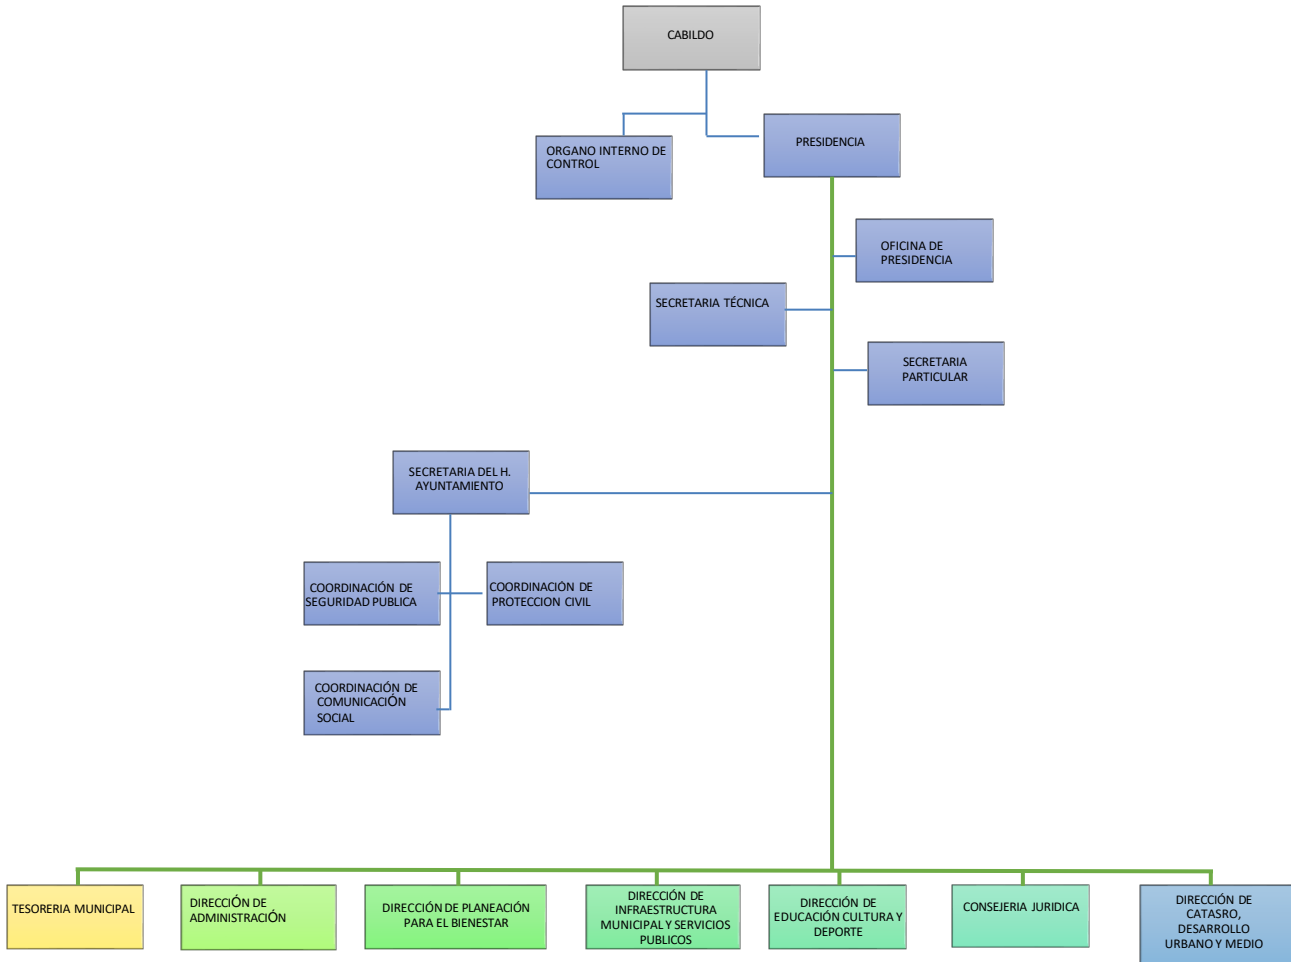 CABILDO
ORGANO INTERNO DE
CONTROL
PRESIDENCIA
OFICINA DE
PRESIDENCIA
SECRETARIA TÉCNICA
SECRETARIA
PARTICULAR
SECRETARIA DEL H.
AYUNTAMIENTO
COORDINACIÓN DE
SEGURIDAD PUBLICA
COORDINACIÓN DE
PROTECCION CIVIL
COORDINACIÓN DE
COMUNICACIÓN
SOCIAL
TESORERIA MUNICIPAL
DIRECCIÓN DE
ADMINISTRACIÓN
DIRECCIÓN DE PLANEACIÓN
PARA EL BIENESTAR
DIRECCIÓN DE
INFRAESTRUCTURA
MUNICIPAL Y SERVICIOS
PUBLICOS
DIRECCIÓN DE
EDUCACIÓN CULTURA Y
DEPORTE
CONSEJERIA JURIDICA
DIRECCIÓN DE
CATASRO,
DESARROLLO
URBANO Y MEDIO